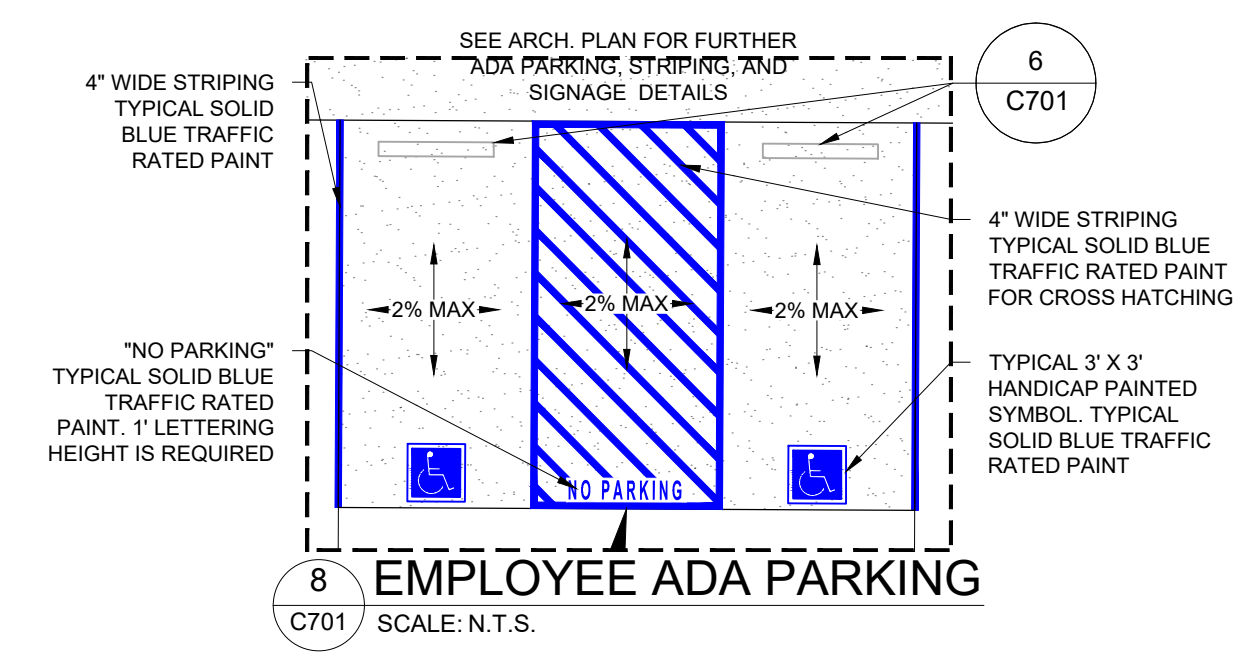 SEE ARCH. PLAN FOR FURTHER
ADA PARKING, STRIPING, AND
SIGNAGE DETAILS
6
C701
4" WIDE STRIPING
TYPICAL SOLID
BLUE TRAFFIC
RATED PAINT
4" WIDE STRIPING
TYPICAL SOLID BLUE
TRAFFIC RATED PAINT
FOR CROSS HATCHING
2% MAX
2% MAX
2% MAX
"NO PARKING"
TYPICAL SOLID BLUE
TRAFFIC RATED
PAINT. 1' LETTERING
HEIGHT IS REQUIRED
TYPICAL 3' X 3'
HANDICAP PAINTED
SYMBOL. TYPICAL
SOLID BLUE TRAFFIC
RATED PAINT
NO PARKING
8
C701
EMPLOYEE ADA PARKING
SCALE: N.T.S.